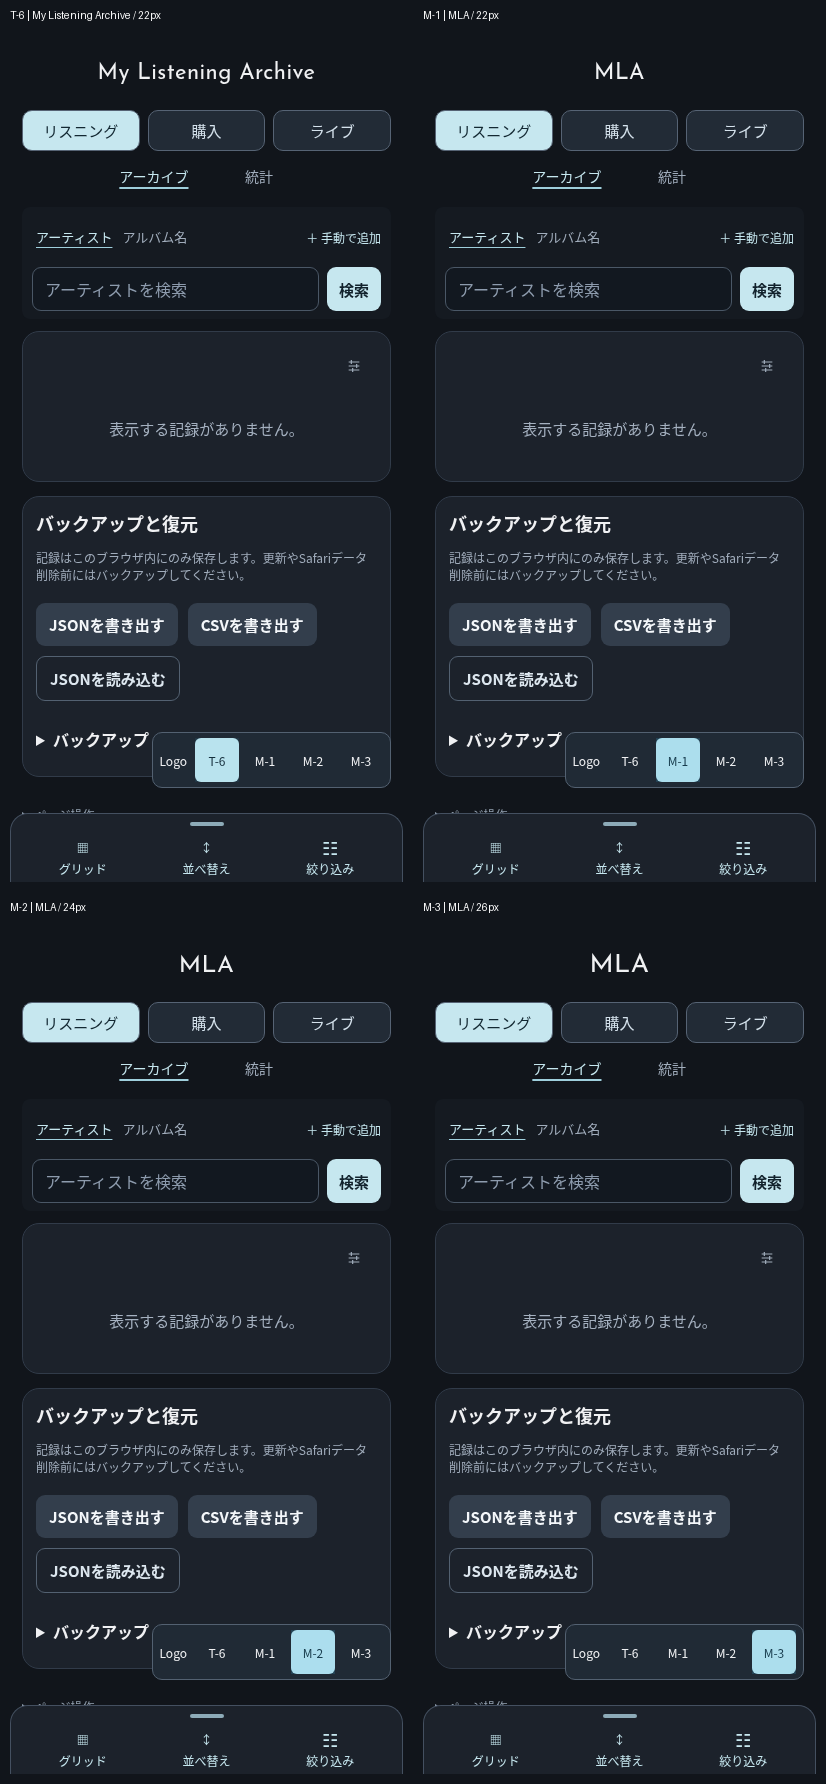 T-6 | My Listening Archive / 22px
My Listening Archive
リスニング 購入 ライブ
アーカイブ 統計
アーティスト アルバム名 ＋ 手動で追加
アーティストを検索 検索
表示する記録がありません。
バックアップと復元
記録はこのブラウザ内にのみ保存します。更新やSafariデータ
削除前にはバックアップしてください。
JSONを書き出す CSVを書き出す
JSONを読み込む
▶ バックアップ
Logo T-6 M-1 M-2 M-3
グリッド 並べ替え 絞り込み
M-1 | MLA / 22px
MLA
リスニング 購入 ライブ
アーカイブ 統計
アーティスト アルバム名 ＋ 手動で追加
アーティストを検索 検索
表示する記録がありません。
バックアップと復元
記録はこのブラウザ内にのみ保存します。更新やSafariデータ
削除前にはバックアップしてください。
JSONを書き出す CSVを書き出す
JSONを読み込む
▶ バックアップ
Logo T-6 M-1 M-2 M-3
グリッド 並べ替え 絞り込み
M-2 | MLA / 24px
MLA
リスニング 購入 ライブ
アーカイブ 統計
アーティスト アルバム名 ＋ 手動で追加
アーティストを検索 検索
表示する記録がありません。
バックアップと復元
記録はこのブラウザ内にのみ保存します。更新やSafariデータ
削除前にはバックアップしてください。
JSONを書き出す CSVを書き出す
JSONを読み込む
▶ バックアップ
Logo T-6 M-1 M-2 M-3
グリッド 並べ替え 絞り込み
M-3 | MLA / 26px
MLA
リスニング 購入 ライブ
アーカイブ 統計
アーティスト アルバム名 ＋ 手動で追加
アーティストを検索 検索
表示する記録がありません。
バックアップと復元
記録はこのブラウザ内にのみ保存します。更新やSafariデータ
削除前にはバックアップしてください。
JSONを書き出す CSVを書き出す
JSONを読み込む
▶ バックアップ
Logo T-6 M-1 M-2 M-3
グリッド 並べ替え 絞り込み